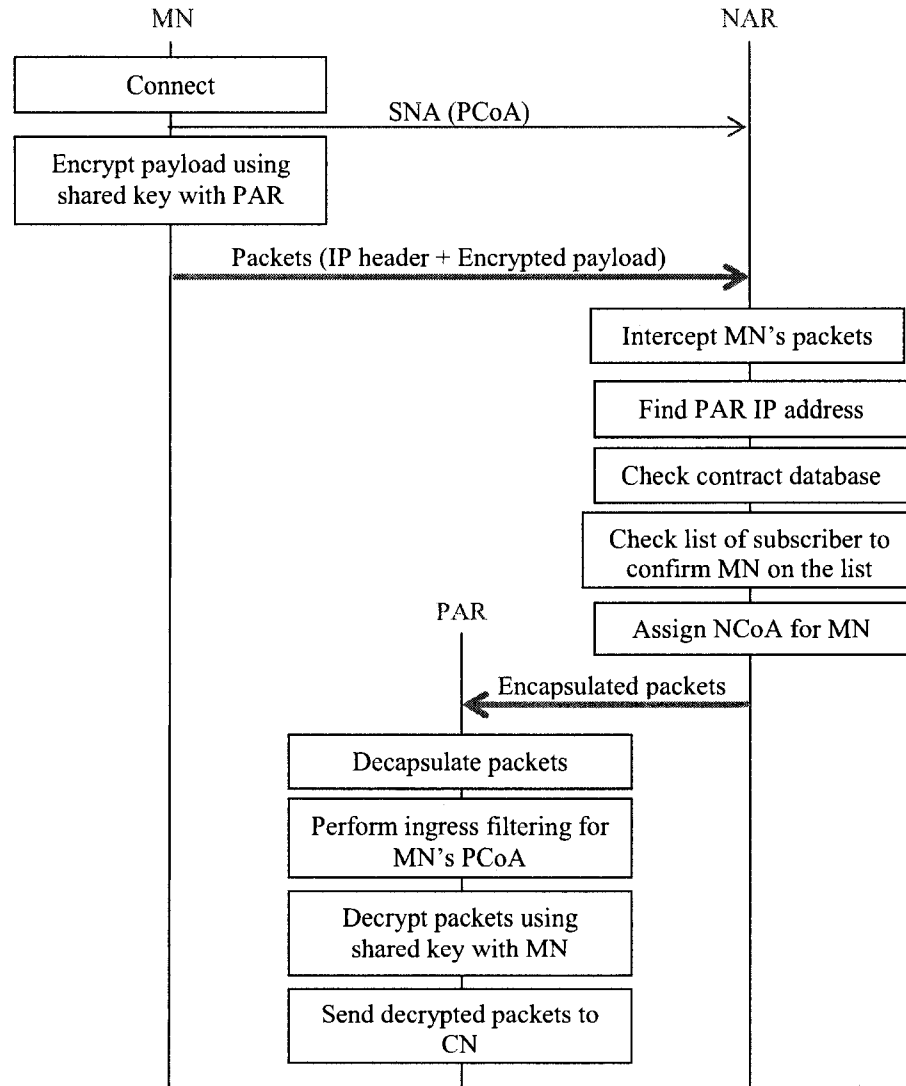 MN
NAR
Connect
SNA (PCoA)
Encrypt payload using
shared key with PAR
Packets (IP header + Encrypted payload)
Intercept MN's packets
Find PAR IP address
Check contract database
Check list of subscriber to
confirm MN on the list
PAR
Assign NCoA for MN
Encapsulated packets
Decapsulate packets
Perform ingress filtering for
MN's PCoA
Decrypt packets using
shared key with MN
Send decrypted packets to
CN